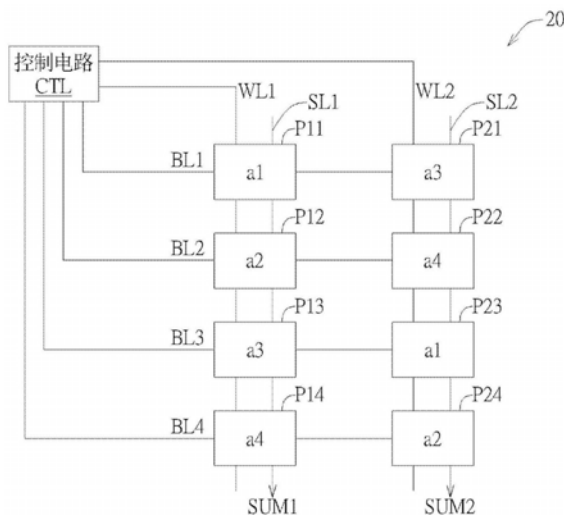 20
控制电路
CTL
WL1
SL1
WL2
SL2
P11
P21
BL1
a1
a3
P12
P22
BL2
a2
a4
P13
P23
BL3
a3
a1
P14
P24
BL4
a4
a2
SUM1
SUM2